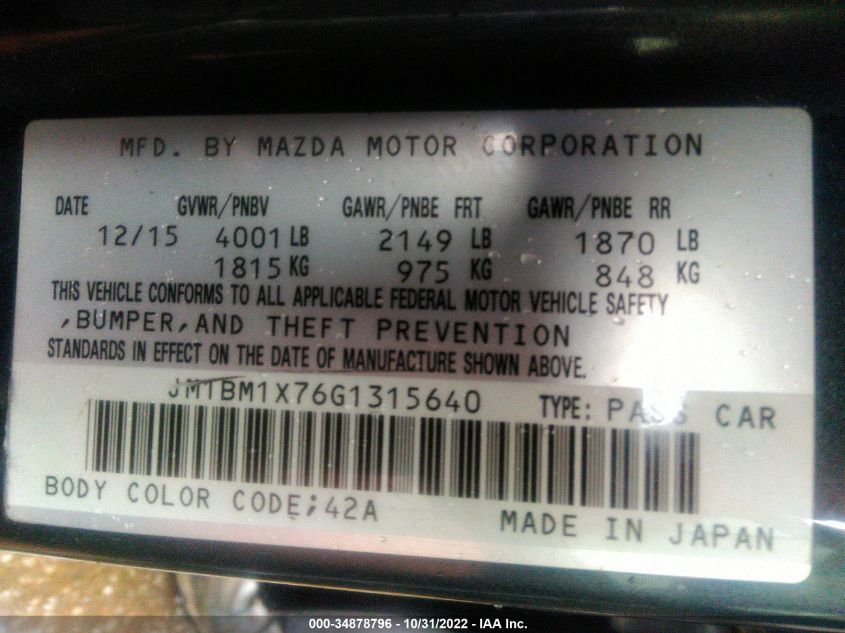 MFD. BY MAZDA MOTOR CORPORATION
DATE GVWR/PNBV GAWR/PNBE FRT GAWR/PNBE RR
12/15 4001 LB 2149 LB 1870 LB
1815 KG 975 KG 848 KG
THIS VEHICLE CONFORMS TO ALL APPLICABLE FEDERAL MOTOR VEHICLE SAFETY
,BUMPER,AND THEFT PREVENTION
STANDARDS IN EFFECT ON THE DATE OF MANUFACTURE SHOWN ABOVE.
JM1BM1X76G1315640 TYPE: PASS CAR
BODY COLOR CODE;42A
MADE IN JAPAN
000-34878796 - 10/31/2022 - IAA Inc.